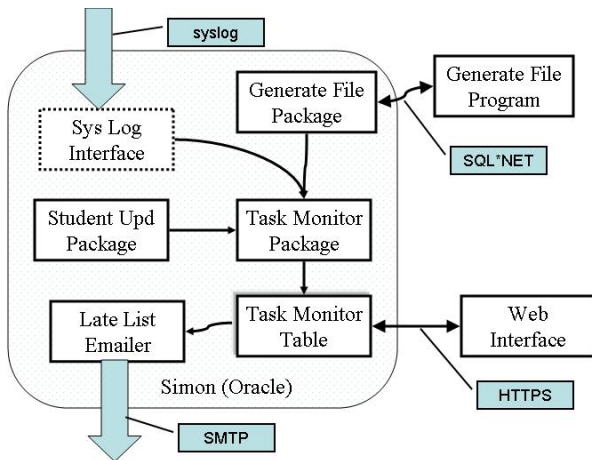 syslog
Generate File
Package
Generate File
Program
Sys Log
Interface
SQL*NET
Student Upd
Package
Task Monitor
Package
Late List
Emailer
Task Monitor
Table
Web
Interface
Simon (Oracle)
HTTPS
SMTP